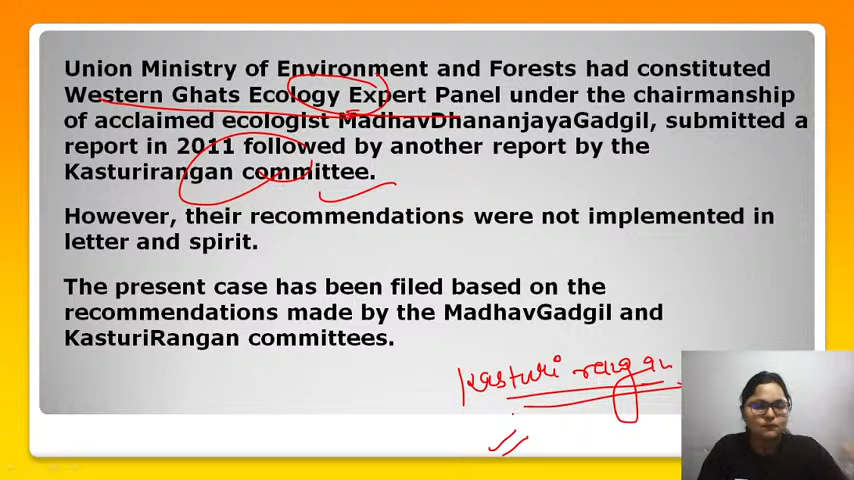 Union Ministry of Environment and Forests had constituted
Western Ghats Ecology Expert Panel under the chairmanship
of acclaimed ecologist MadhavDhananjayaGadgil, submitted a
report in 2011 followed by another report by the
Kasturirangan committee.
However, their recommendations were not implemented in
letter and spirit.
The present case has been filed based on the
recommendations made by the MadhavGadgil and
KasturiRangan committees.
Kasturi rangan